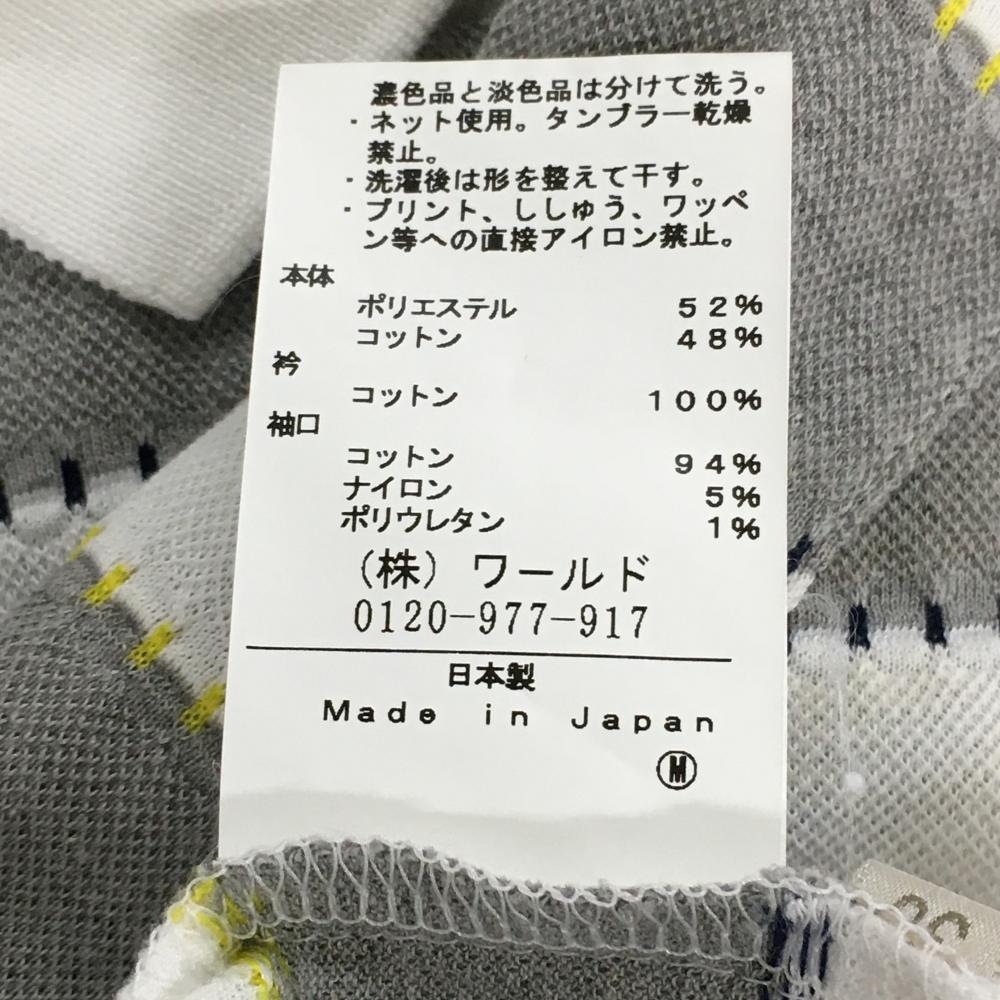 濃色品と淡色品は分けて洗う。
・ネット使用。タンブラー乾燥
禁止。
・洗濯後は形を整えて干す。
・プリント、ししゅう、ワッペ
ン等への直接アイロン禁止。
本体
ポリエステル 52%
コットン 48%
衿
コットン 100%
袖口
コットン 94%
ナイロン 5%
ポリウレタン 1%
(株)ワールド
0120-977-917
日本製
Made in Japan
Ⓜ